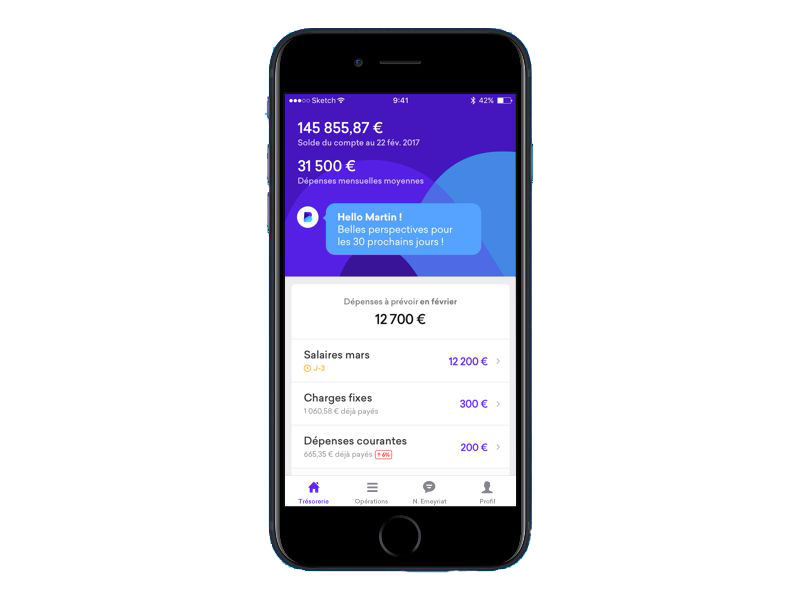 Sketch 9:41 42%
145 855,87 €
Solde du compte au 22 fév. 2017
31 500 €
Dépenses mensuelles moyennes
Hello Martin !
Belles perspectives pour
les 30 prochains jours !
Dépenses à prévoir en février
12 700 €
Salaires mars
J-3
12 200 €
Charges fixes
1 060,58 € déjà payés
300 €
Dépenses courantes
665,35 € déjà payés ↑ 6%
200 €
Trésorerie Opérations N. Emeyriat Profil